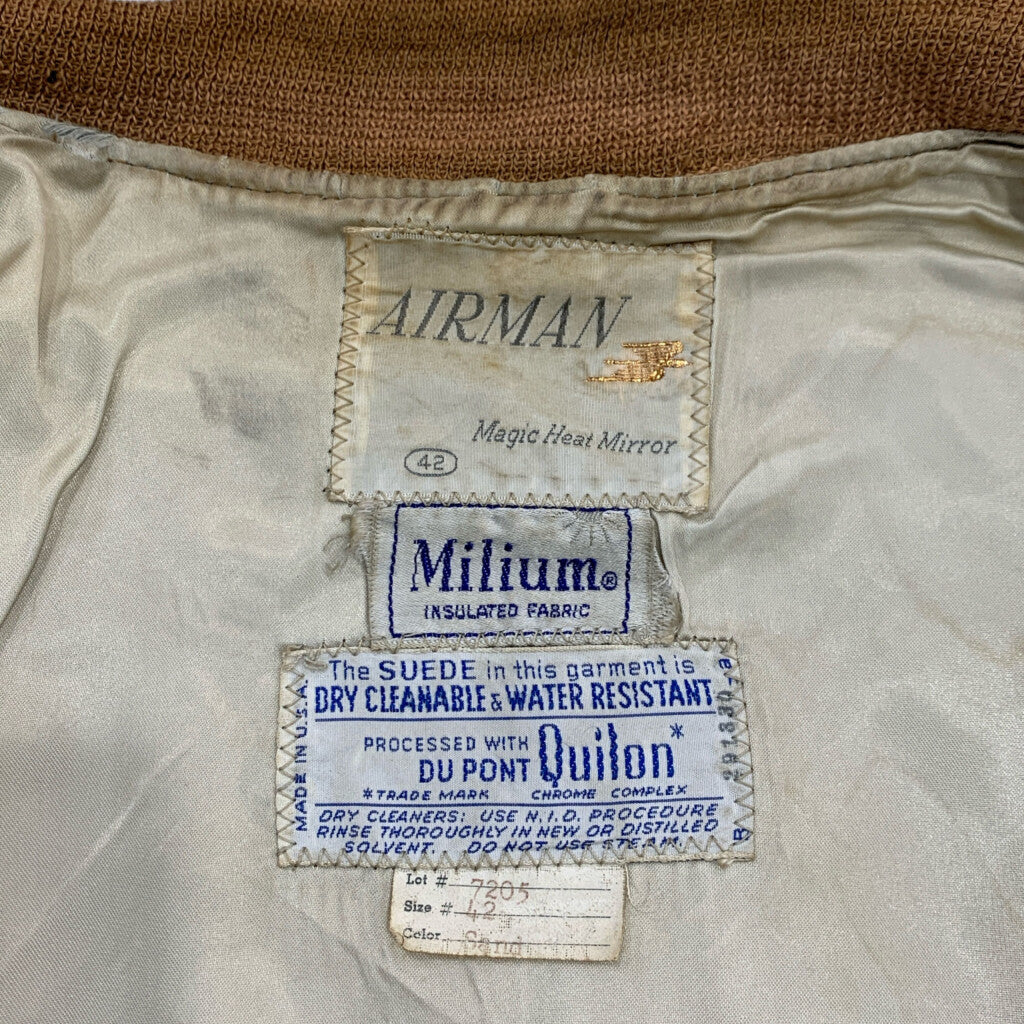 AIRMAN
Magic Heat Mirror
42
Milium®
INSULATED FABRIC
The SUEDE in this garment is
DRY CLEANABLE & WATER RESISTANT
PROCESSED WITH Quilon*
DU PONT
*TRADE MARK CHROME COMPLEX
DRY CLEANERS: USE N.I.D. PROCEDURE
RINSE THOROUGHLY IN NEW OR DISTILLED
SOLVENT. DO NOT USE STEAM.
MADE IN U.S.A.
B
Lot # 7205
Size # 42
Color Sand